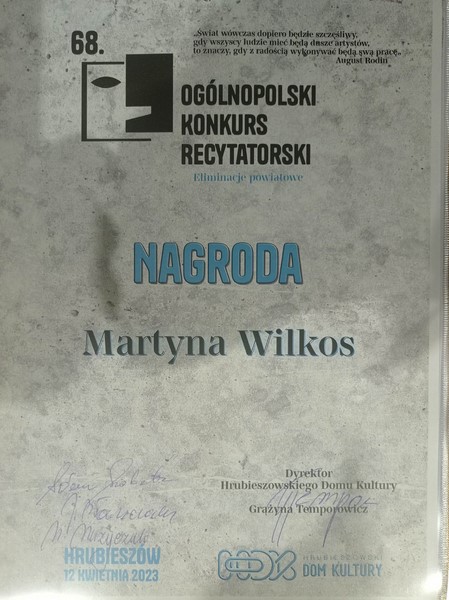 68.
„Świat wówczas dopiero będzie szczęśliwy,
gdy wszyscy ludzie mieć będą dusze artystów,
to znaczy, gdy z radością wykonywać będą swą pracę„
August Rodin
OGÓLNOPOLSKI
KONKURS
RECYTATORSKI
Eliminacje powiatowe
NAGRODA
Martyna Wilkos
Dyrektor
Hrubieszowskiego Domu Kultury
Grażyna Temporowicz
HRUBIESZÓW
12 KWIETNIA 2023
HDK
HRUBIESZOWSKI
DOM KULTURY